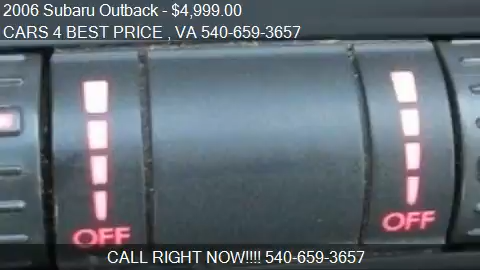 2006 Subaru Outback - $4,999.00
CARS 4 BEST PRICE , VA 540-659-3657
OFF
OFF
CALL RIGHT NOW!!!! 540-659-3657